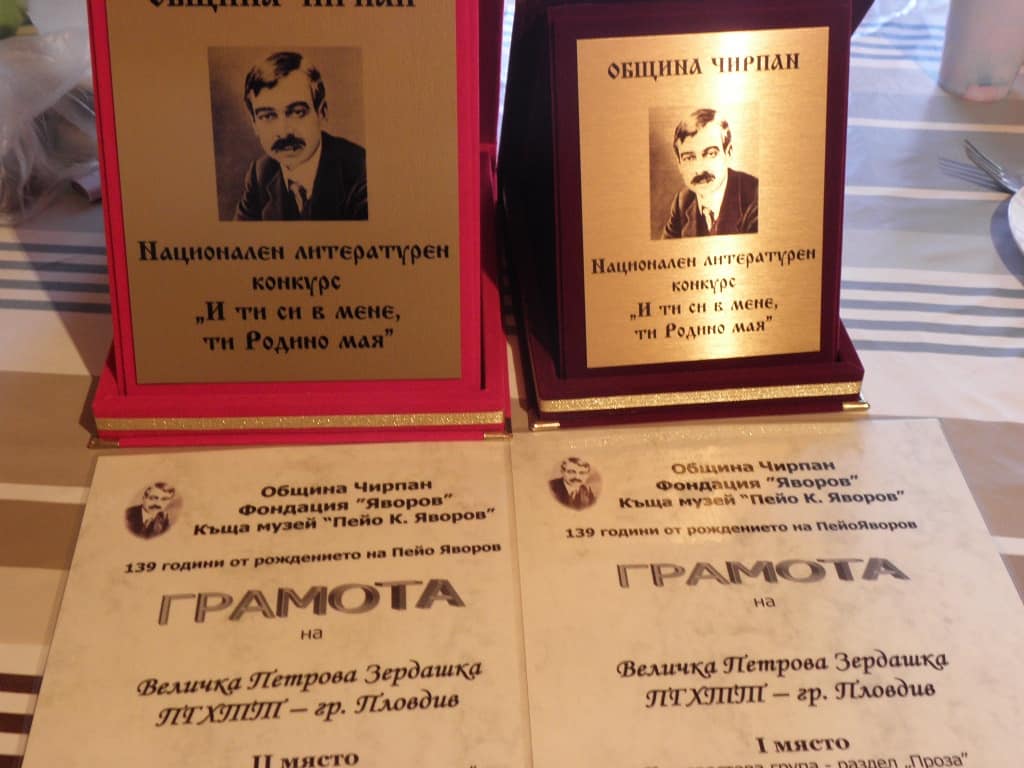 ОБЩИНА ЧИРПАН
Национален литературен
конкурс
„И ти си в мене,
ти Родино мая"
ОБЩИНА ЧИРПАН
Национален литературен
конкурс
„И ти си в мене,
ти Родино мая"
Община Чирпан
Фондация "Яворов"
Къща музей "Пейо К. Яворов"
139 години от рождението на Пейо Яворов
ГРАМОТА
на
Величка Петрова Зердашка
ПГХТТ – гр. Пловдив
II място
Община Чирпан
Фондация "Яворов"
Къща музей "Пейо К. Яворов"
139 години от рождението на ПейоЯворов
ГРАМОТА
на
Величка Петрова Зердашка
ПГХТТ – гр. Пловдив
I място
група - раздел „Проза"